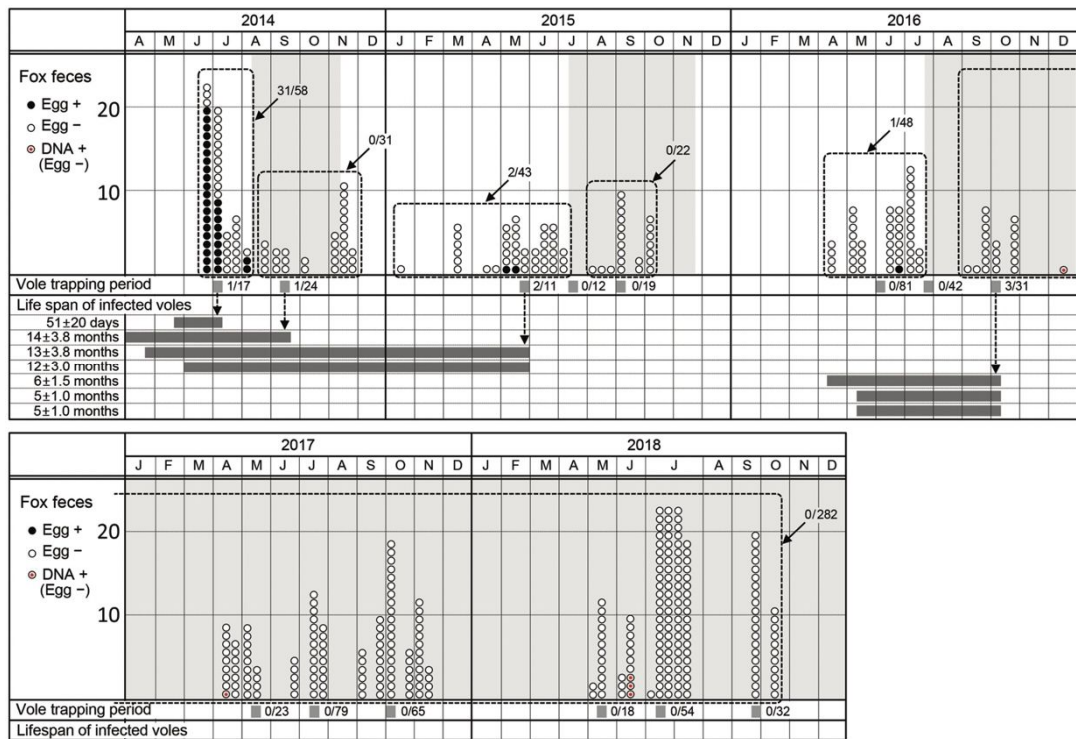 2014 2015 2016
A M J J A S O N D J F M A M J J A S O N D J F M A M J J A S O N D
Fox feces
● Egg +
○ Egg −
DNA +
(Egg −)
20
10
31/58
0/31
2/43
0/22
1/48
Vole trapping period 1/17 1/24 2/11 0/12 0/19 0/81 0/42 3/31
Life span of infected voles
51±20 days
14±3.8 months
13±3.8 months
12±3.0 months
6±1.5 months
5±1.0 months
5±1.0 months
2017 2018
J F M A M J J A S O N D J F M A M J J A S O N D
Fox feces
● Egg +
○ Egg −
DNA +
(Egg −)
20
10
0/282
Vole trapping period 0/23 0/79 0/65 0/18 0/54 0/32
Lifespan of infected voles